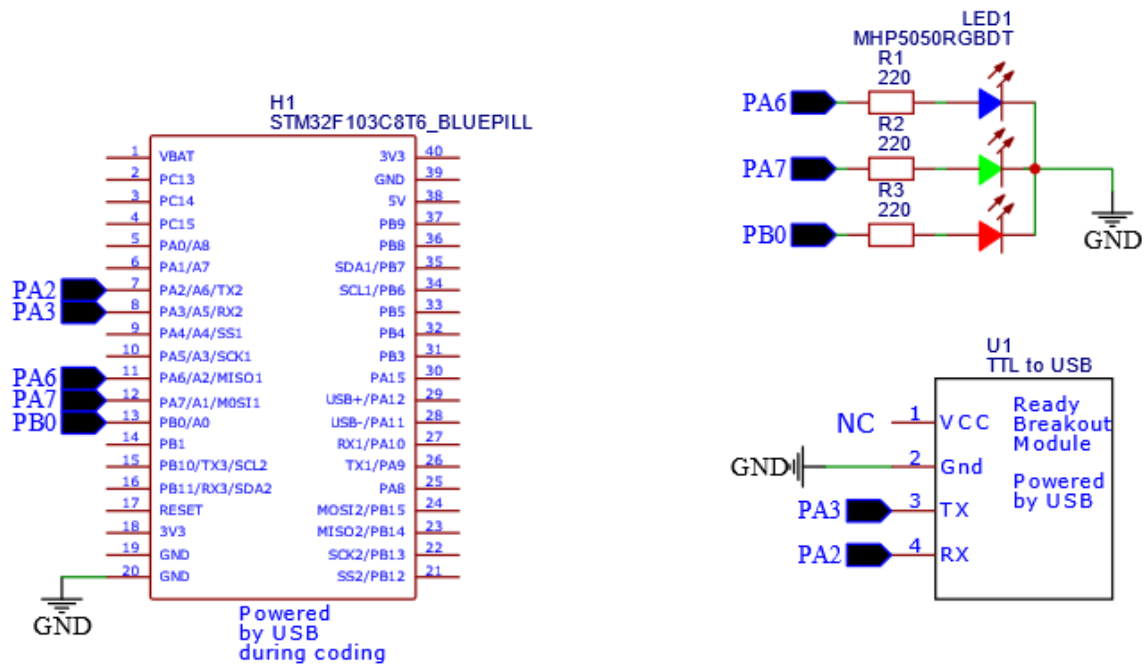 H1
STM32F103C8T6_BLUEPILL
1 VBAT
2 PC13
3 PC14
4 PC15
5 PA0/A8
6 PA1/A7
PA2 7 PA2/A6/TX2
PA3 8 PA3/A5/RX2
9 PA4/A4/SS1
10 PA5/A3/SCK1
PA6 11 PA6/A2/MISO1
PA7 12 PA7/A1/MOSI1
PB0 13 PB0/A0
14 PB1
15 PB10/TX3/SCL2
16 PB11/RX3/SDA2
17 RESET
18 3V3
19 GND
20 GND
GND
3V3 40
GND 39
5V 38
PB9 37
PB8 36
SDA1/PB7 35
SCL1/PB6 34
PB5 33
PB4 32
PB3 31
PA15 30
USB+/PA12 29
USB-/PA11 28
RX1/PA10 27
TX1/PA9 26
PA8 25
MOSI2/PB15 24
MISO2/PB14 23
SCK2/PB13 22
SS2/PB12 21
Powered
by USB
during coding
LED1
MHP5050RGBDT
R1
220
PA6
R2
220
PA7
R3
220
PB0
GND
U1
TTL to USB
NC 1 VCC
GND 2 Gnd
PA3 3 TX
PA2 4 RX
Ready
Breakout
Module
Powered
by USB